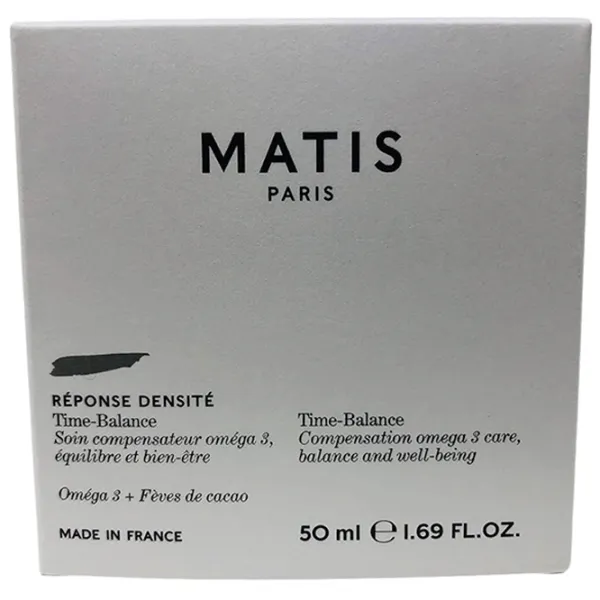 MATIS
PARIS
RÉPONSE DENSITÉ
Time-Balance
Soin compensateur oméga 3,
équilibre et bien-être
Oméga 3 + Fèves de cacao
Time-Balance
Compensation omega 3 care,
balance and well-being
MADE IN FRANCE
50 ml ℮ 1.69 FL.OZ.